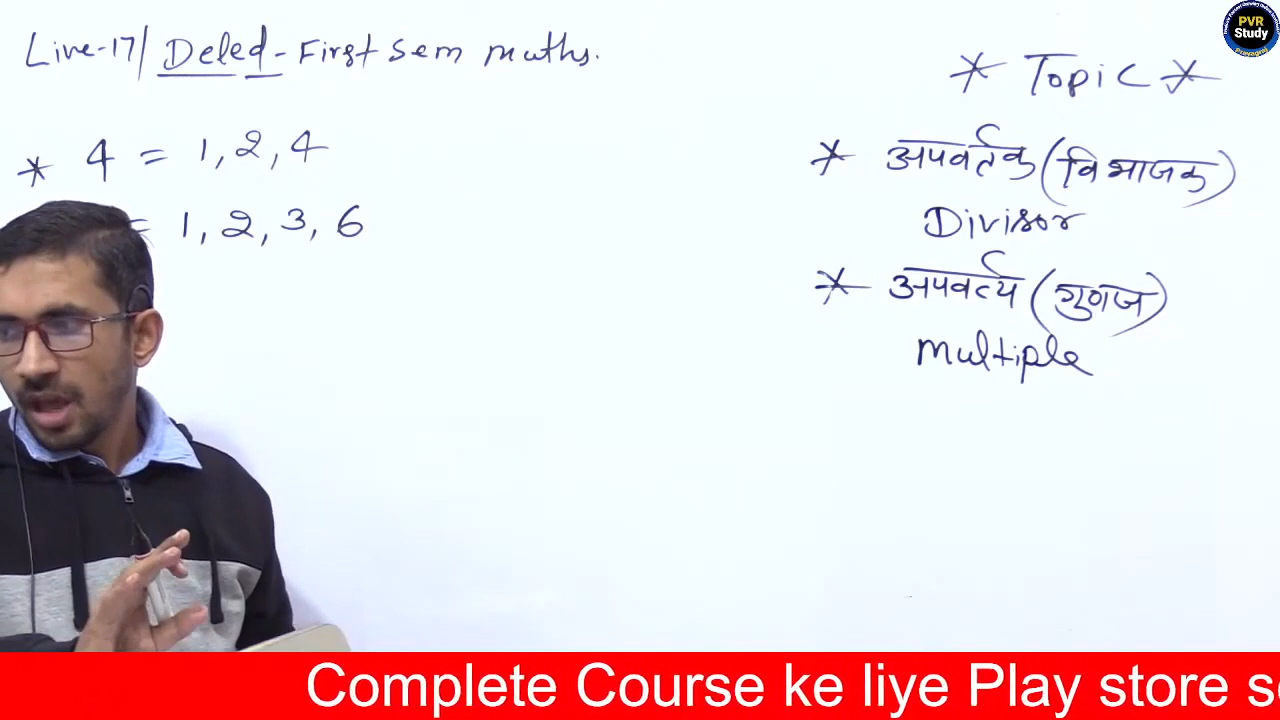 Live-17/ Deled-First Sem maths.
* 4 = 1, 2, 4
= 1, 2, 3, 6
* Topic *
* अपवर्तक (विभाजक)
Divisor
* अपवर्त्य (गुणज)
multiple
PVR
Study
Prayagraj
Complete Course ke liye Play store s